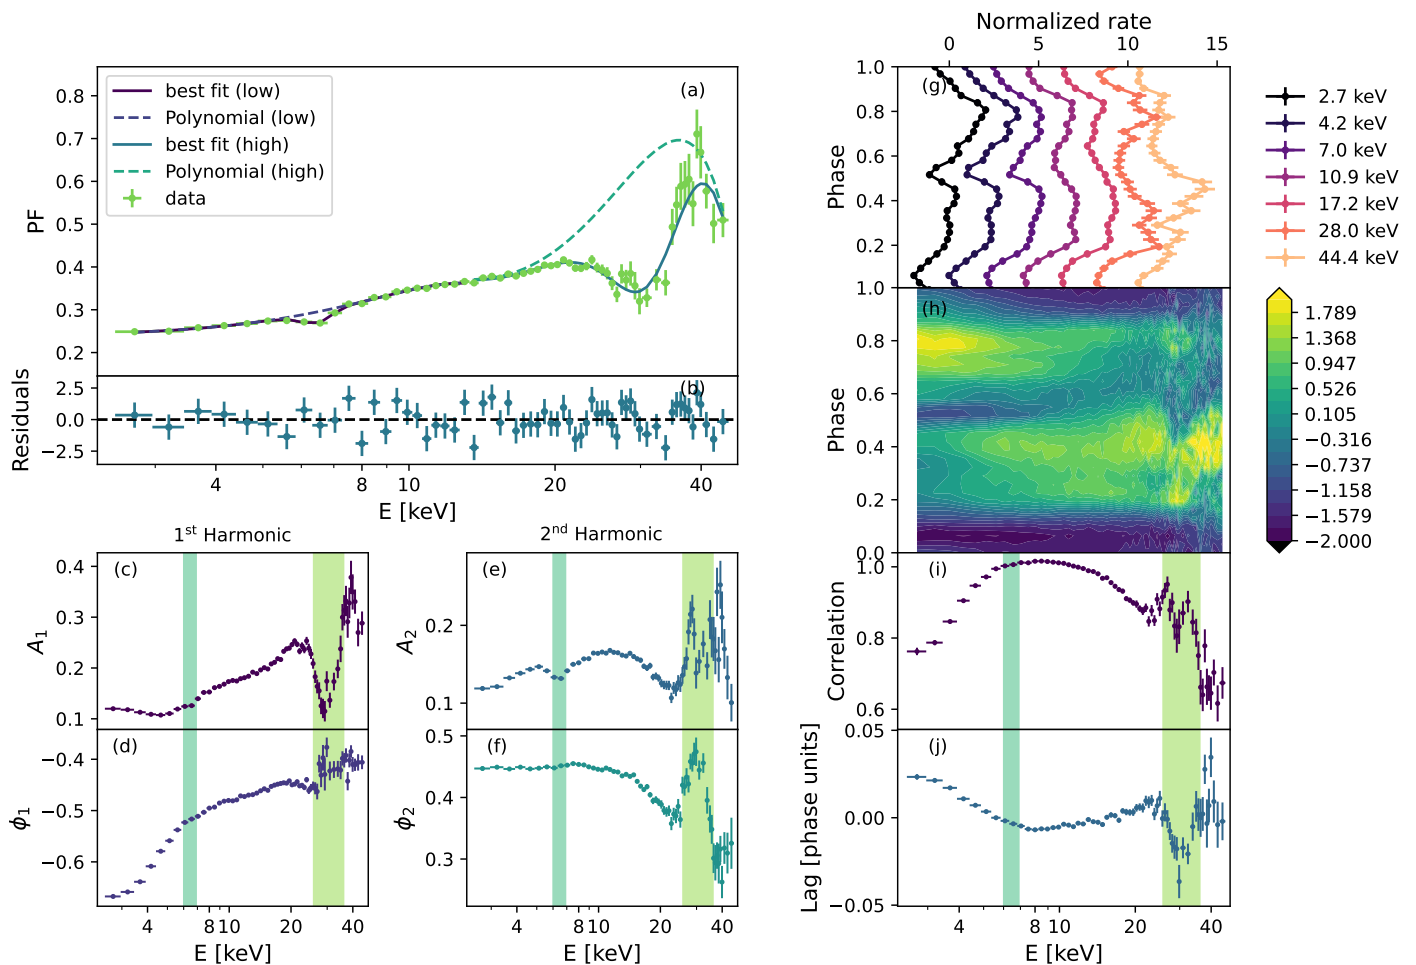 best fit (low)
Polynomial (low)
best fit (high)
Polynomial (high)
data
(a)
PF
0.8
0.7
0.6
0.5
0.4
0.3
0.2
(b)
Residuals
2.5
0.0
−2.5
4
8
10
20
40
E [keV]
1st Harmonic
(c)
A1
0.4
0.3
0.2
0.1
(d)
ϕ1
−0.4
−0.5
−0.6
4
8
10
20
40
E [keV]
2nd Harmonic
(e)
A2
0.2
0.1
(f)
ϕ2
0.5
0.4
0.3
4
8
10
20
40
E [keV]
Normalized rate
0
5
10
15
(g)
Phase
1.0
0.8
0.6
0.4
0.2
2.7 keV
4.2 keV
7.0 keV
10.9 keV
17.2 keV
28.0 keV
44.4 keV
(h)
Phase
1.0
0.8
0.6
0.4
0.2
0.0
1.789
1.368
0.947
0.526
0.105
−0.316
−0.737
−1.158
−1.579
−2.000
(i)
Correlation
1.0
0.8
0.6
(j)
Lag [phase units]
0.05
0.00
−0.05
4
8
10
20
40
E [keV]